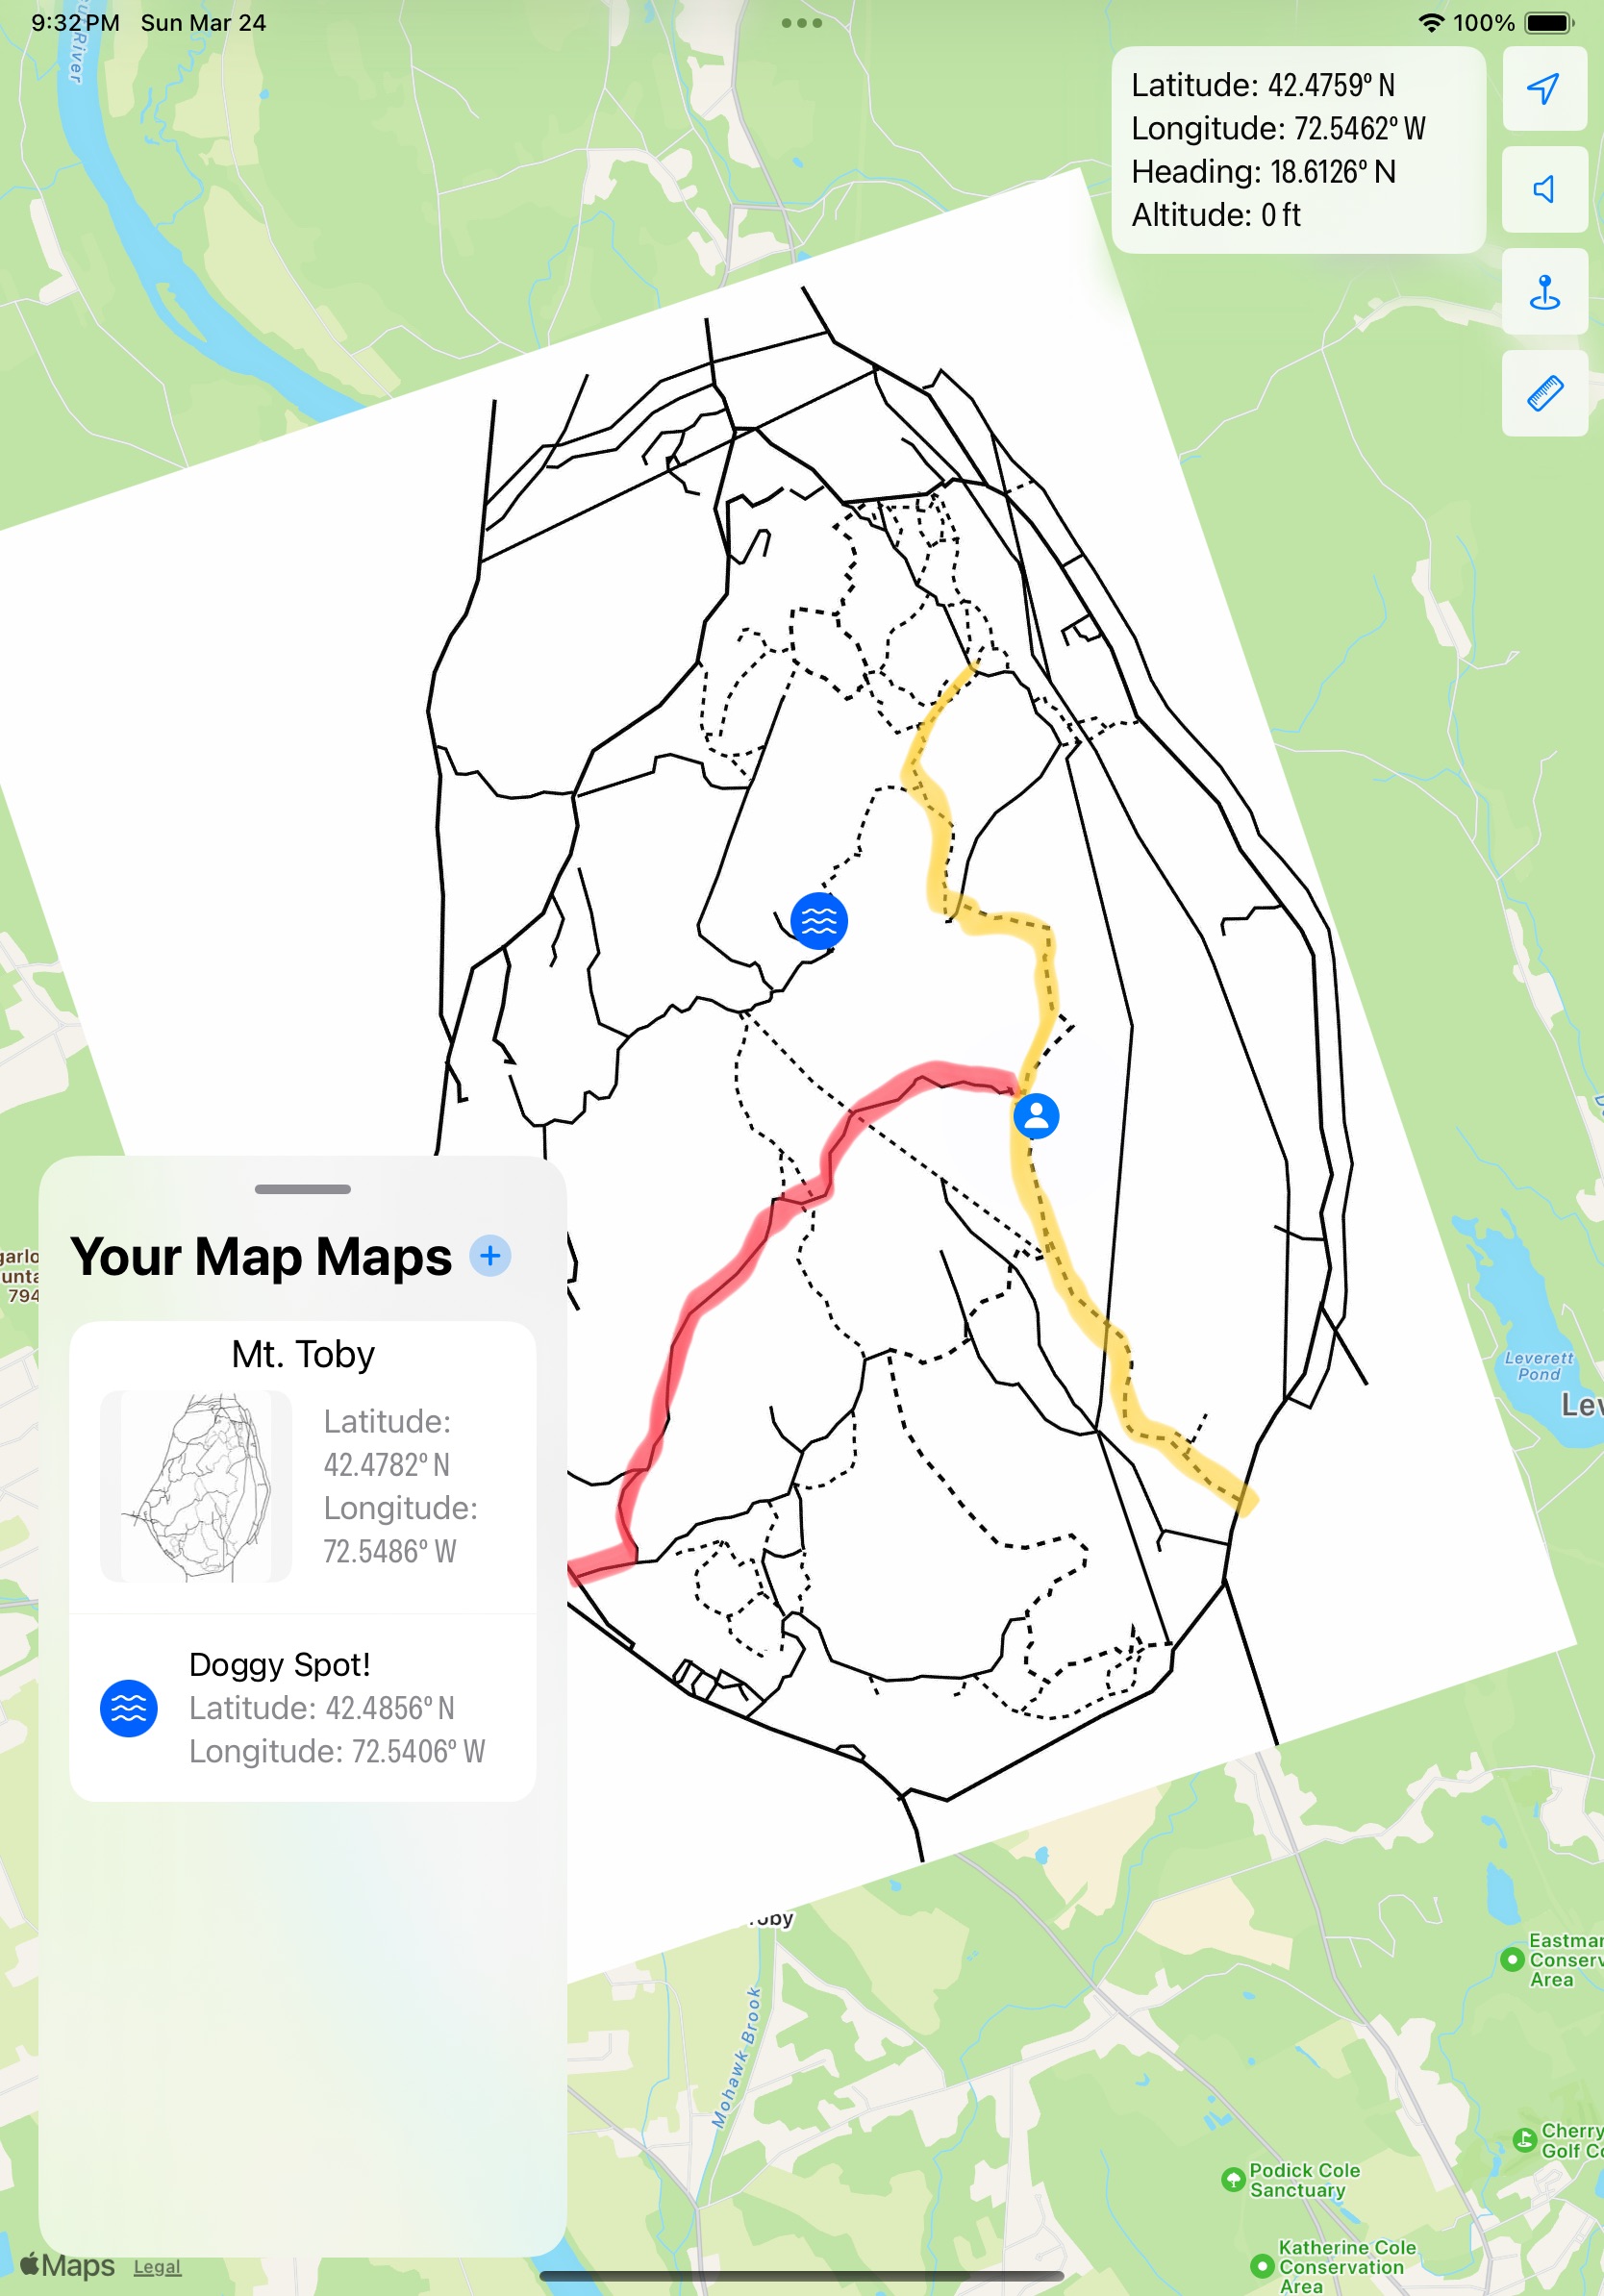 9:32 PM Sun Mar 24
100%
River
Latitude: 42.4759° N
Longitude: 72.5462° W
Heading: 18.6126° N
Altitude: 0 ft
794
Your Map Maps
Mt. Toby
Latitude:
42.4782° N
Longitude:
72.5486° W
Doggy Spot!
Latitude: 42.4856° N
Longitude: 72.5406° W
Leverett
Pond
Lev
oby
Mohawk Brook
Eastman
Conserv
Area
Cherry
Golf Co
Podick Cole
Sanctuary
Katherine Cole
Conservation
Area
Maps Legal